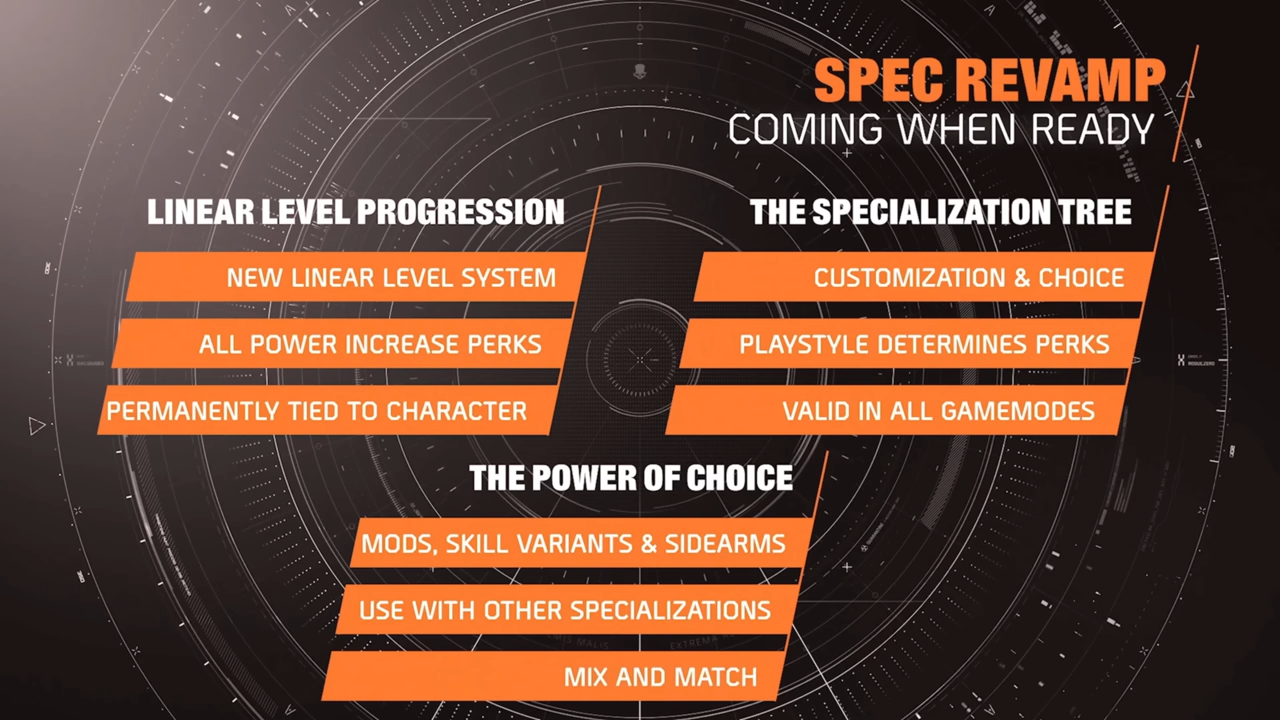 SPEC REVAMP
COMING WHEN READY
LINEAR LEVEL PROGRESSION
NEW LINEAR LEVEL SYSTEM
ALL POWER INCREASE PERKS
PERMANENTLY TIED TO CHARACTER
THE SPECIALIZATION TREE
CUSTOMIZATION & CHOICE
PLAYSTYLE DETERMINES PERKS
VALID IN ALL GAMEMODES
THE POWER OF CHOICE
MODS, SKILL VARIANTS & SIDEARMS
USE WITH OTHER SPECIALIZATIONS
MIX AND MATCH